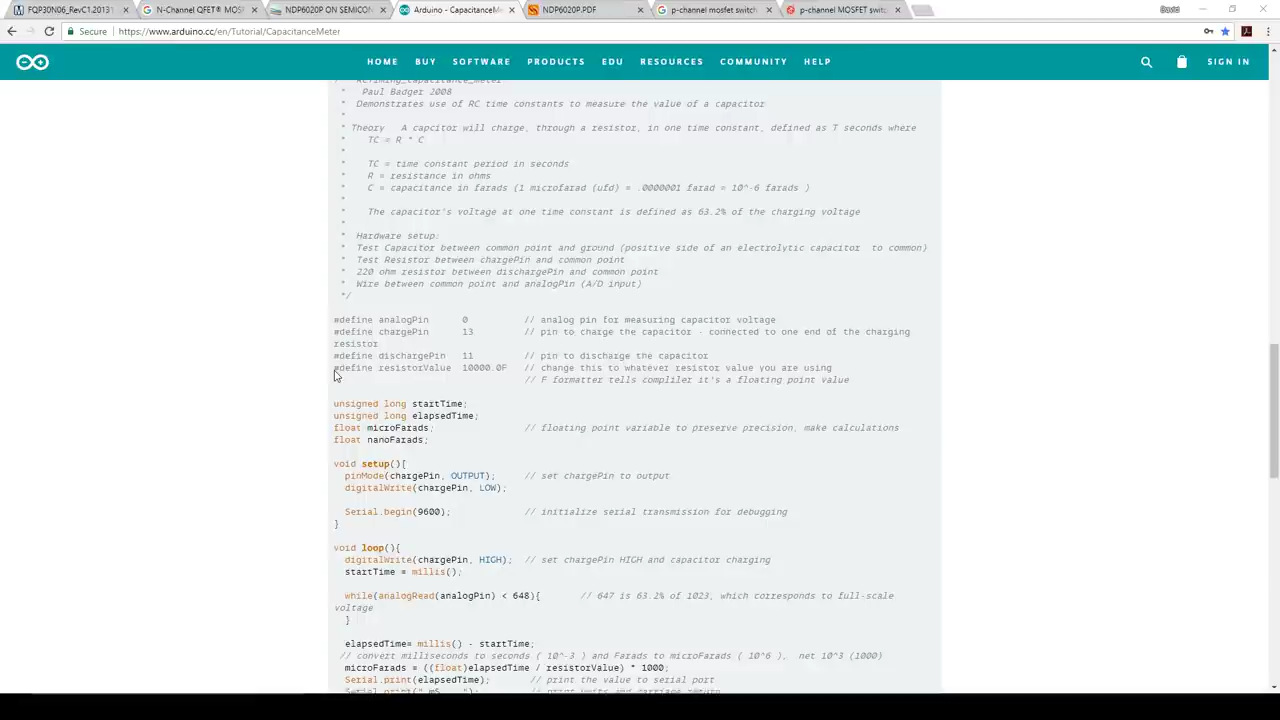 FQP30N06_RevC1.20131
N-Channel QFET® MOS
NDP6020P ON SEMICON
Arduino - CapacitanceMe
NDP6020P.PDF
p-channel mosfet switch
p-channel MOSFET switc
David
Secure
https://www.arduino.cc/en/Tutorial/CapacitanceMeter
HOME BUY SOFTWARE PRODUCTS EDU RESOURCES COMMUNITY HELP SIGN IN
/* RCTiming_capacitance_meter
* Paul Badger 2008
* Demonstrates use of RC time constants to measure the value of a capacitor
*
* Theory A capcitor will charge, through a resistor, in one time constant, defined as T seconds where
* TC = R * C
*
* TC = time constant period in seconds
* R = resistance in ohms
* C = capacitance in farads (1 microfarad (ufd) = .0000001 farad = 10^-6 farads )
*
* The capacitor's voltage at one time constant is defined as 63.2% of the charging voltage
*
* Hardware setup:
* Test Capacitor between common point and ground (positive side of an electrolytic capacitor to common)
* Test Resistor between chargePin and common point
* 220 ohm resistor between dischargePin and common point
* Wire between common point and analogPin (A/D input)
*/
#define analogPin 0 // analog pin for measuring capacitor voltage
#define chargePin 13 // pin to charge the capacitor - connected to one end of the charging
resistor
#define dischargePin 11 // pin to discharge the capacitor
#define resistorValue 10000.0F // change this to whatever resistor value you are using
// F formatter tells compliler it's a floating point value
unsigned long startTime;
unsigned long elapsedTime;
float microFarads; // floating point variable to preserve precision, make calculations
float nanoFarads;
void setup(){
pinMode(chargePin, OUTPUT); // set chargePin to output
digitalWrite(chargePin, LOW);
Serial.begin(9600); // initialize serial transmission for debugging
}
void loop(){
digitalWrite(chargePin, HIGH); // set chargePin HIGH and capacitor charging
startTime = millis();
while(analogRead(analogPin) < 648){ // 647 is 63.2% of 1023, which corresponds to full-scale
voltage
}
elapsedTime= millis() - startTime;
// convert milliseconds to seconds ( 10^-3 ) and Farads to microFarads ( 10^6 ), net 10^3 (1000)
microFarads = ((float)elapsedTime / resistorValue) * 1000;
Serial.print(elapsedTime); // print the value to serial port
Serial.print(" mS "); // print units and carriage return